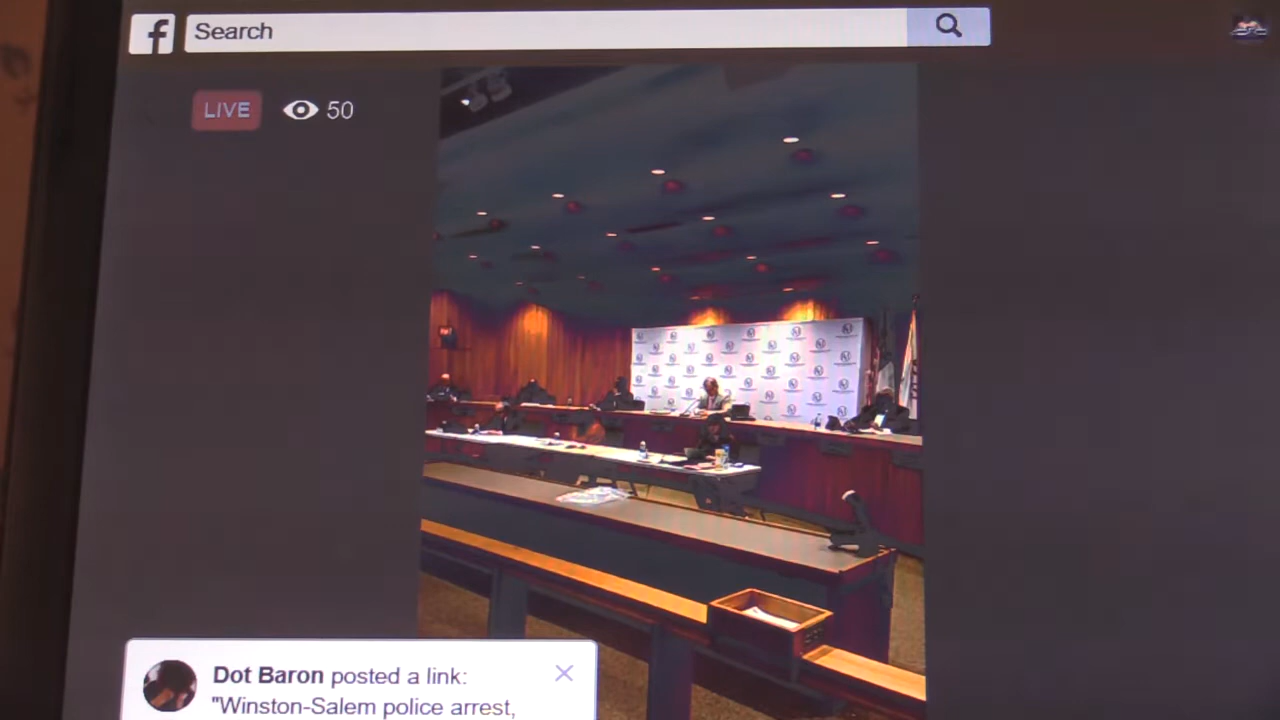 f Search
LIVE 50
Dot Baron posted a link:
"Winston-Salem police arrest,